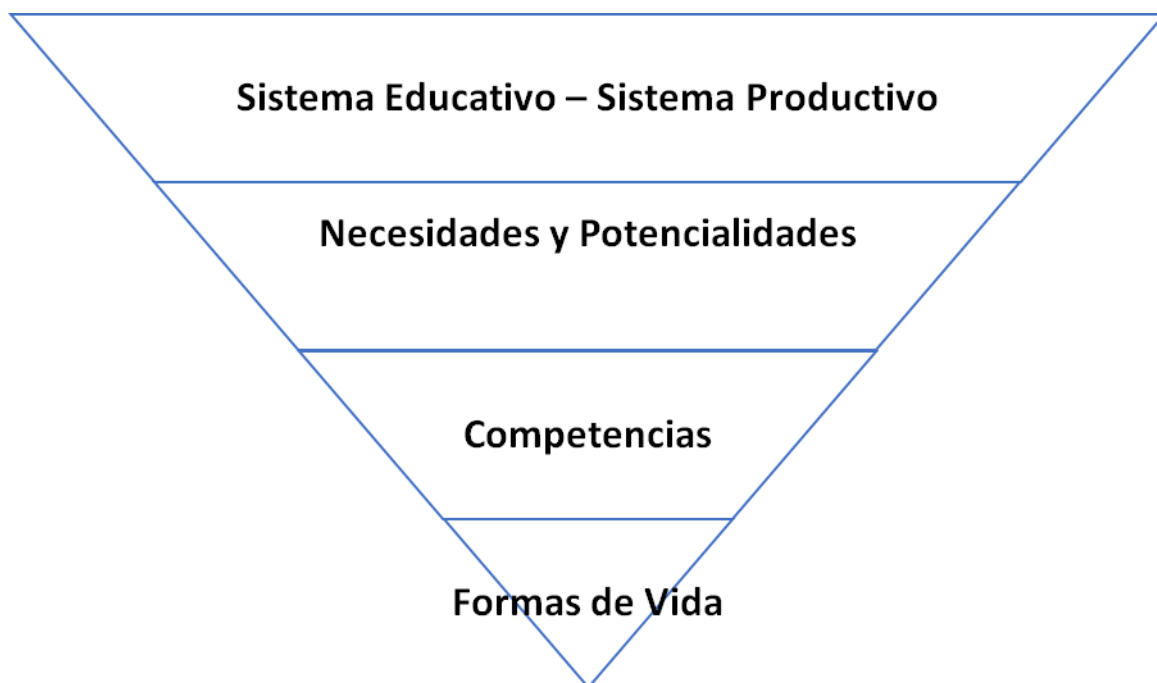 Sistema Educativo – Sistema Productivo
Necesidades y Potencialidades
Competencias
Formas de Vida